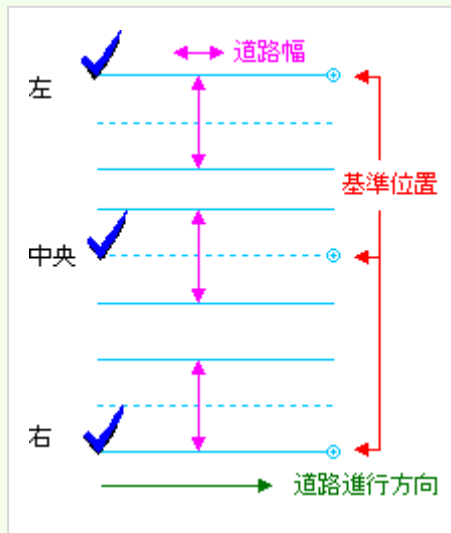 道路幅
左
基準位置
中央
右
道路進行方向